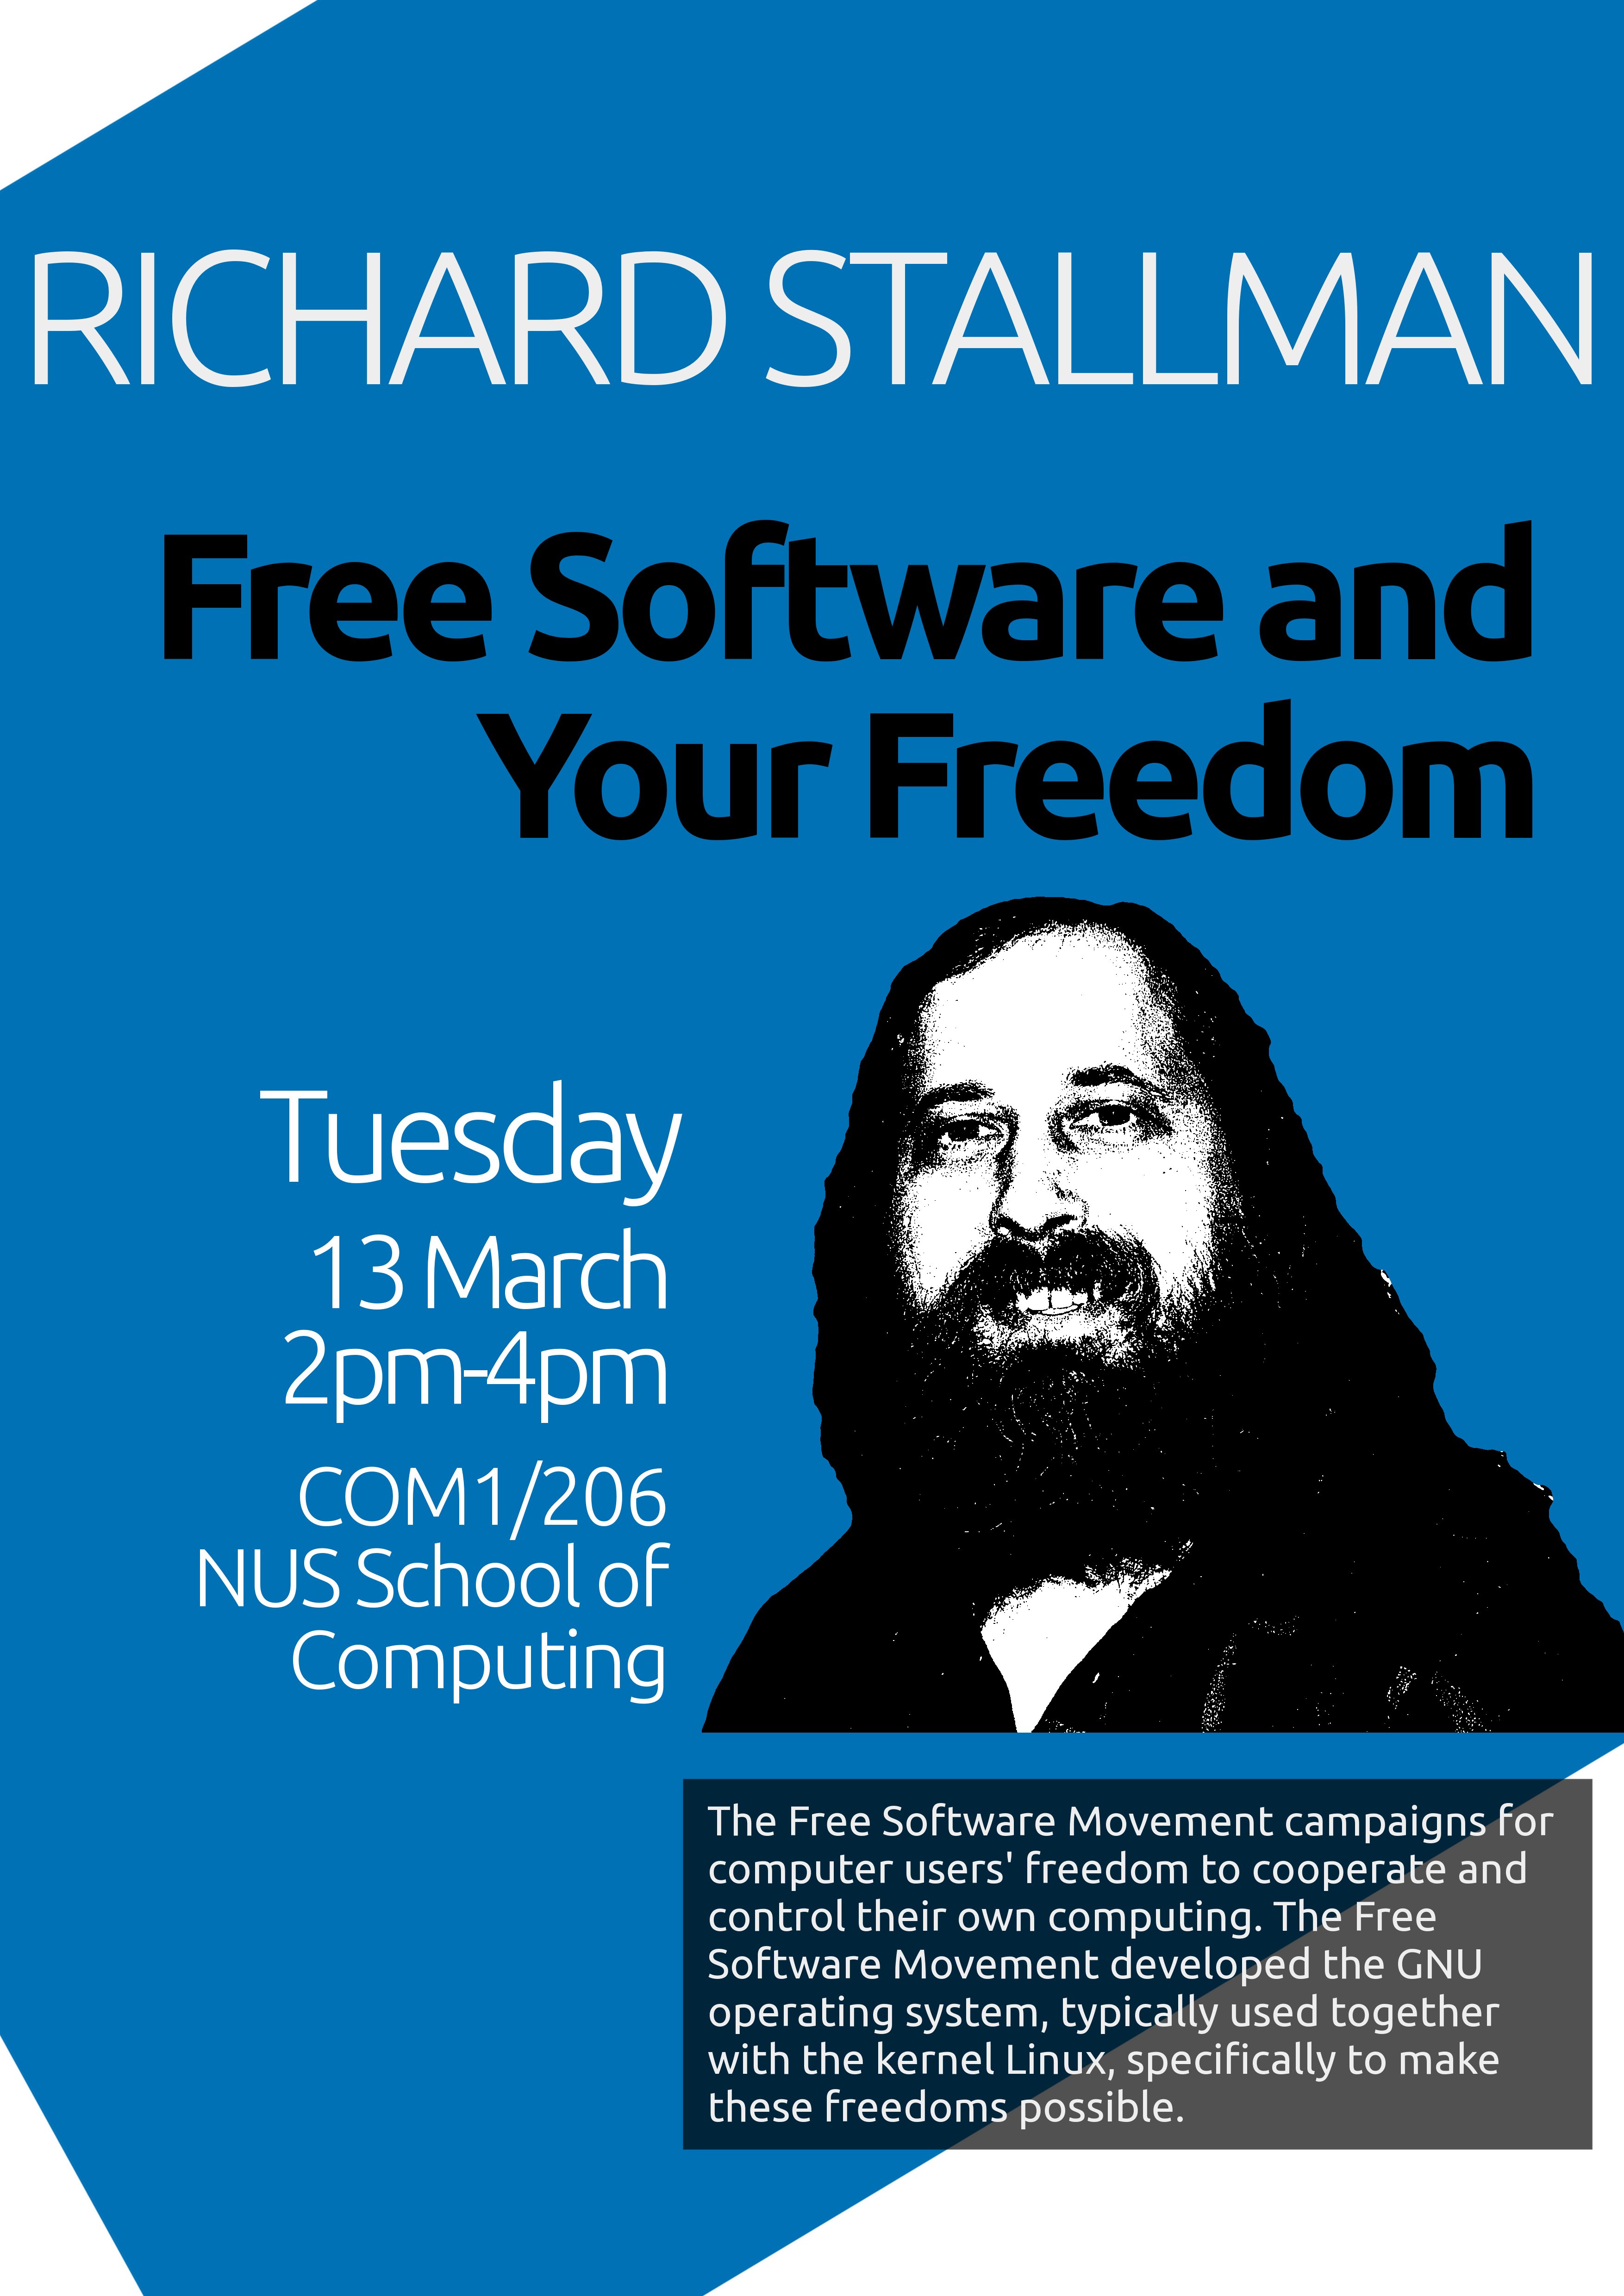 RICHARD STALLMAN
Free Software and
Your Freedom
Tuesday
13 March
2pm-4pm
COM1/206
NUS School of
Computing
The Free Software Movement campaigns for
computer users' freedom to cooperate and
control their own computing. The Free
Software Movement developed the GNU
operating system, typically used together
with the kernel Linux, specifically to make
these freedoms possible.